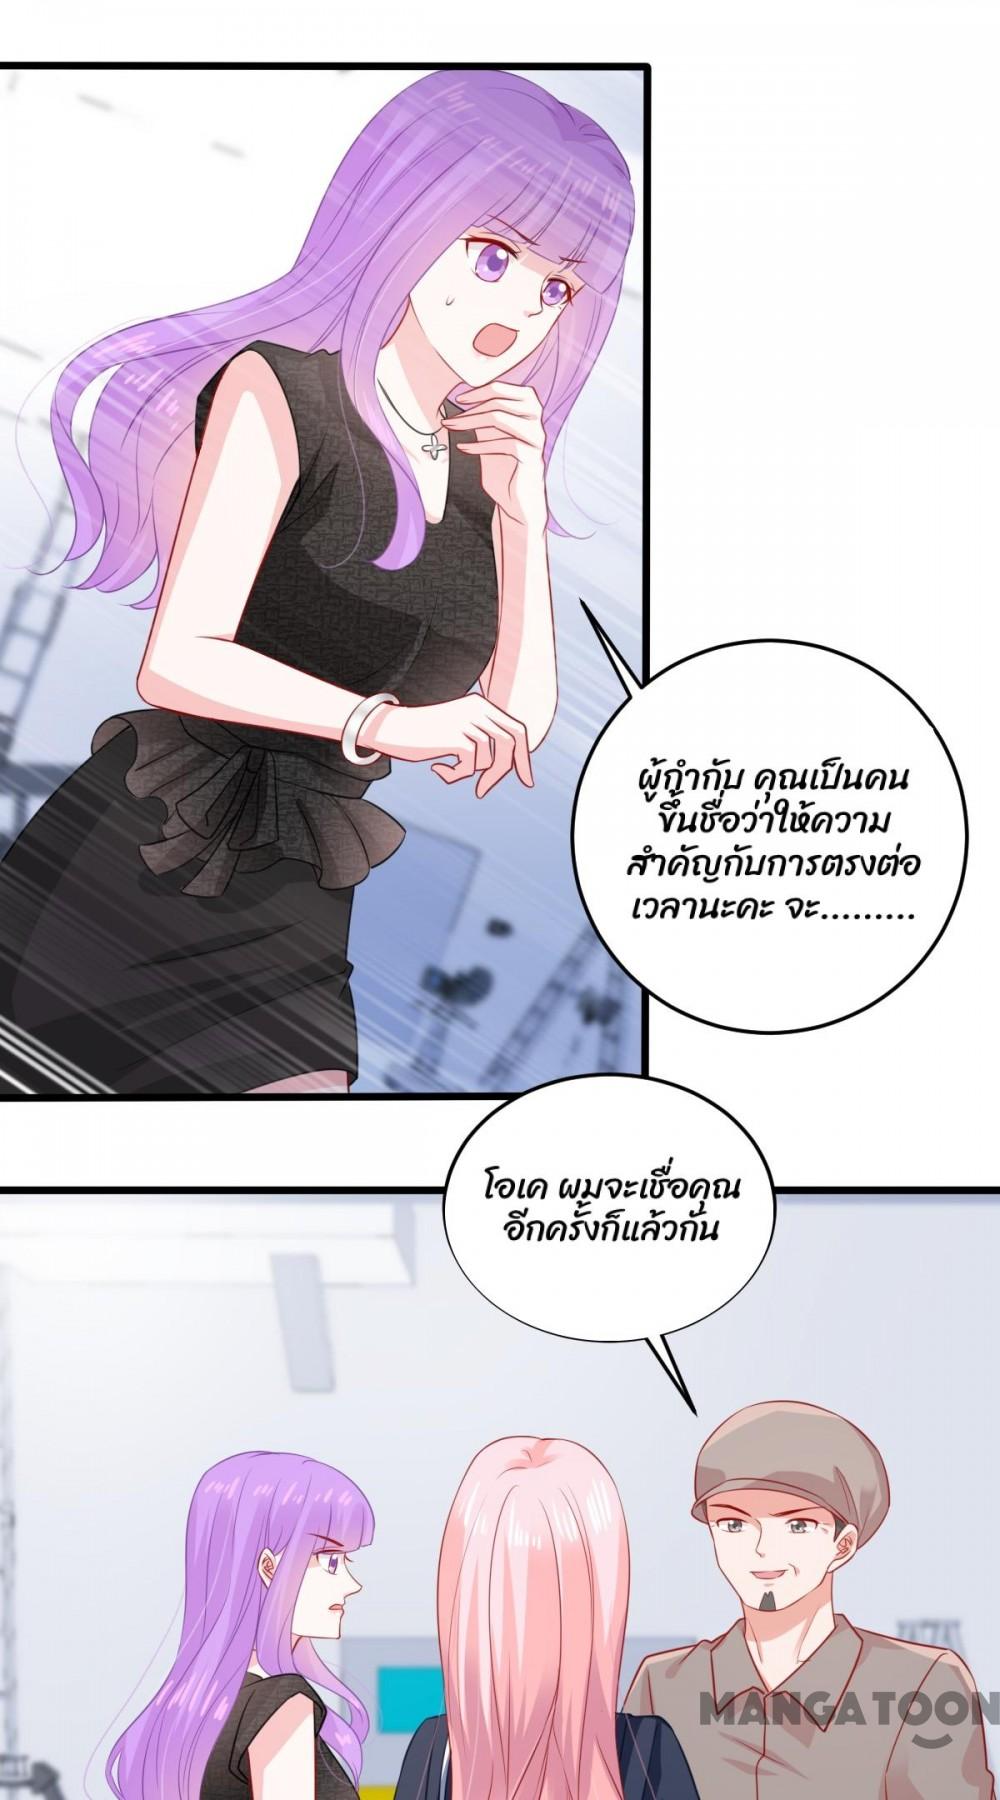 ผู้กำกับ คุณเป็นคน
ขึ้นชื่อว่าให้ความ
สำคัญกับการตรงต่อ
เวลานะคะ จะ.........
โอเค ผมจะเชื่อคุณ
อีกครั้งก็แล้วกัน
MANGATOON